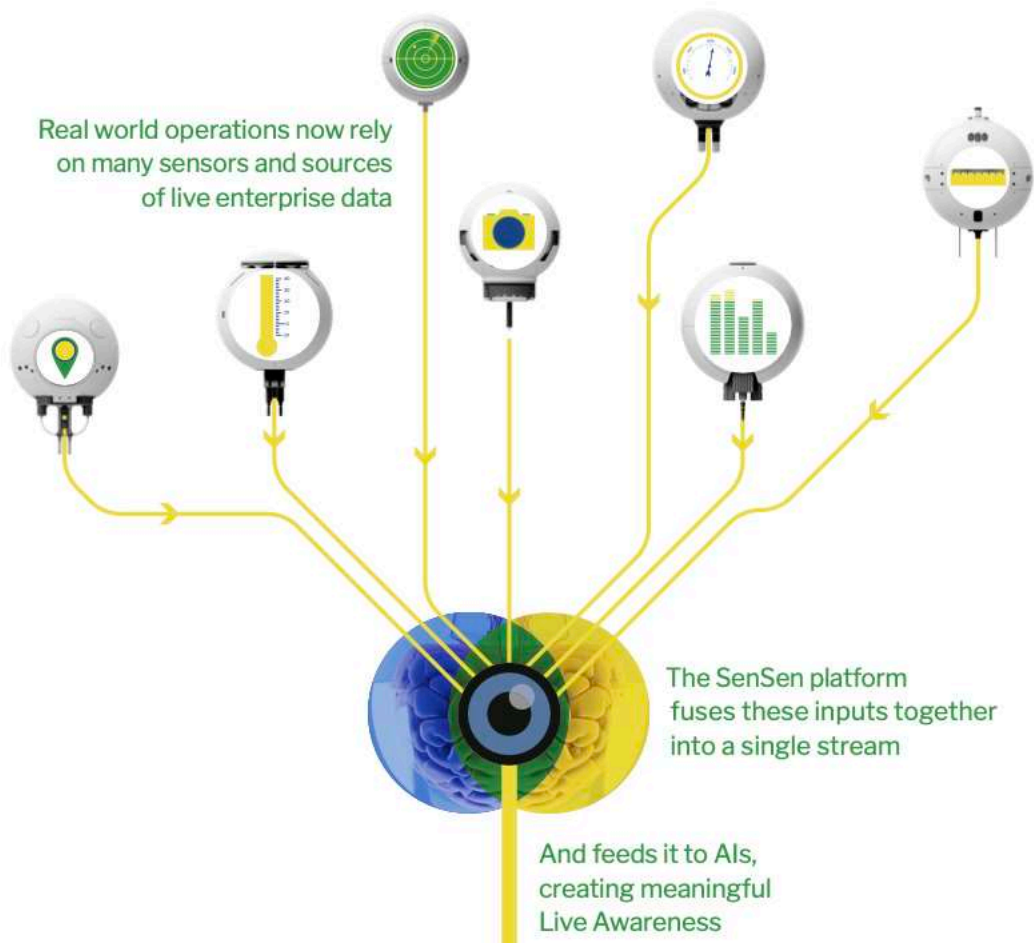 Real world operations now rely
on many sensors and sources
of live enterprise data
The SenSen platform
fuses these inputs together
into a single stream
And feeds it to AIs,
creating meaningful
Live Awareness